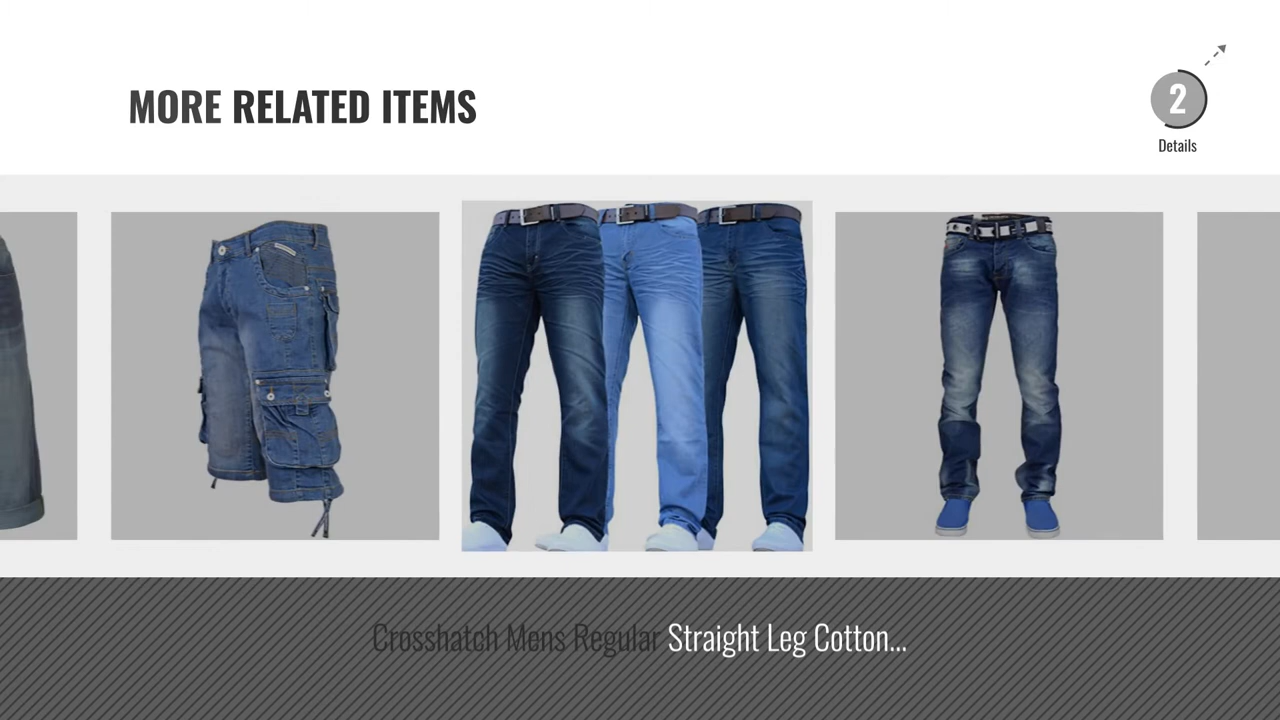 MORE RELATED ITEMS
2
Details
Crosshatch Mens Regular Straight Leg Cotton...